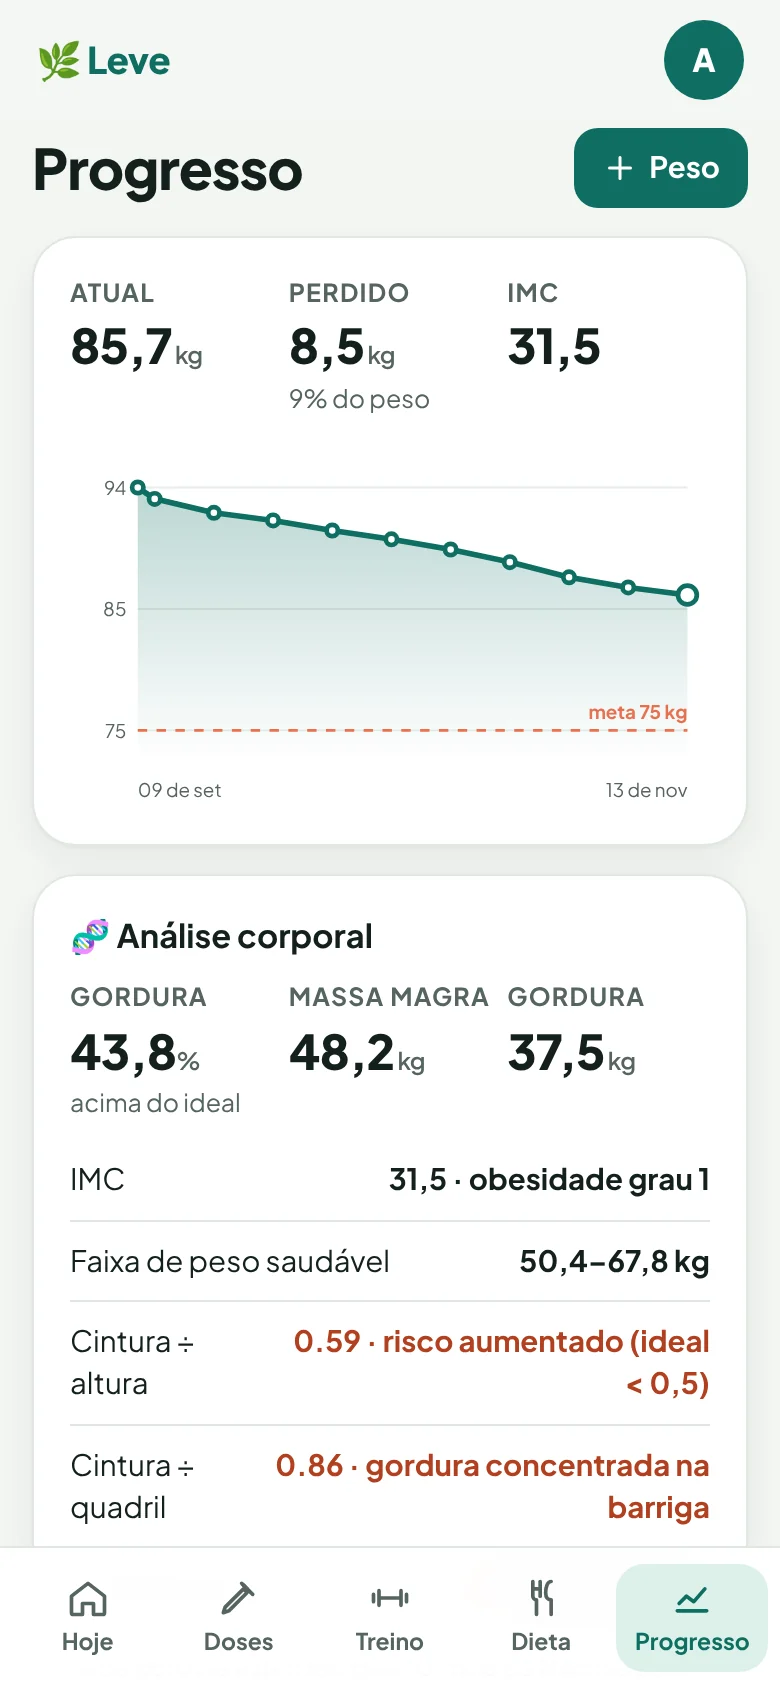 🌿 Leve
A
Progresso
+ Peso
ATUAL
85,7 kg
PERDIDO
8,5 kg
9% do peso
IMC
31,5
94
85
75
meta 75 kg
09 de set
13 de nov
🧬 Análise corporal
GORDURA
43,8%
acima do ideal
MASSA MAGRA
48,2 kg
GORDURA
37,5 kg
IMC
31,5 · obesidade grau 1
Faixa de peso saudável
50,4–67,8 kg
Cintura ÷
altura
0.59 · risco aumentado (ideal
< 0,5)
Cintura ÷
quadril
0.86 · gordura concentrada na
barriga
Hoje
Doses
Treino
Dieta
Progresso